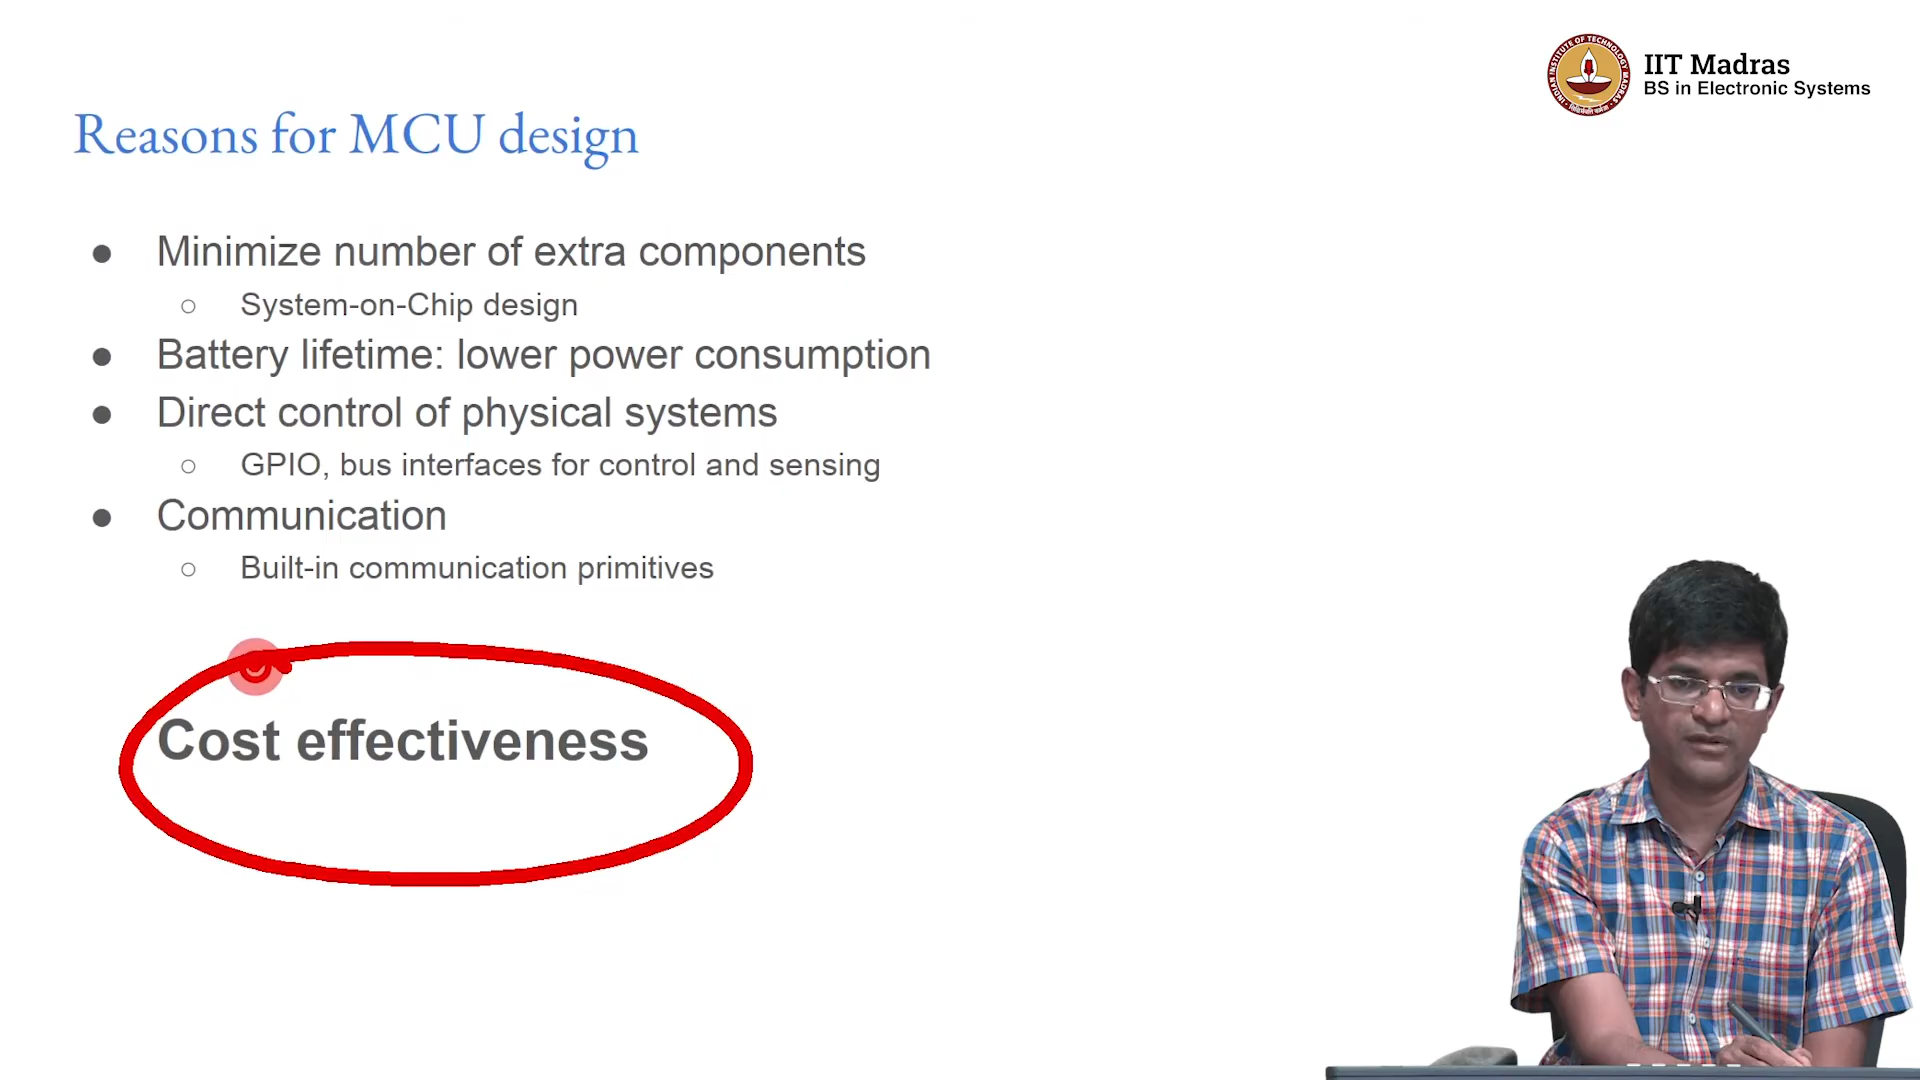 IIT Madras
BS in Electronic Systems
Reasons for MCU design
● Minimize number of extra components
○ System-on-Chip design
● Battery lifetime: lower power consumption
● Direct control of physical systems
○ GPIO, bus interfaces for control and sensing
● Communication
○ Built-in communication primitives
Cost effectiveness